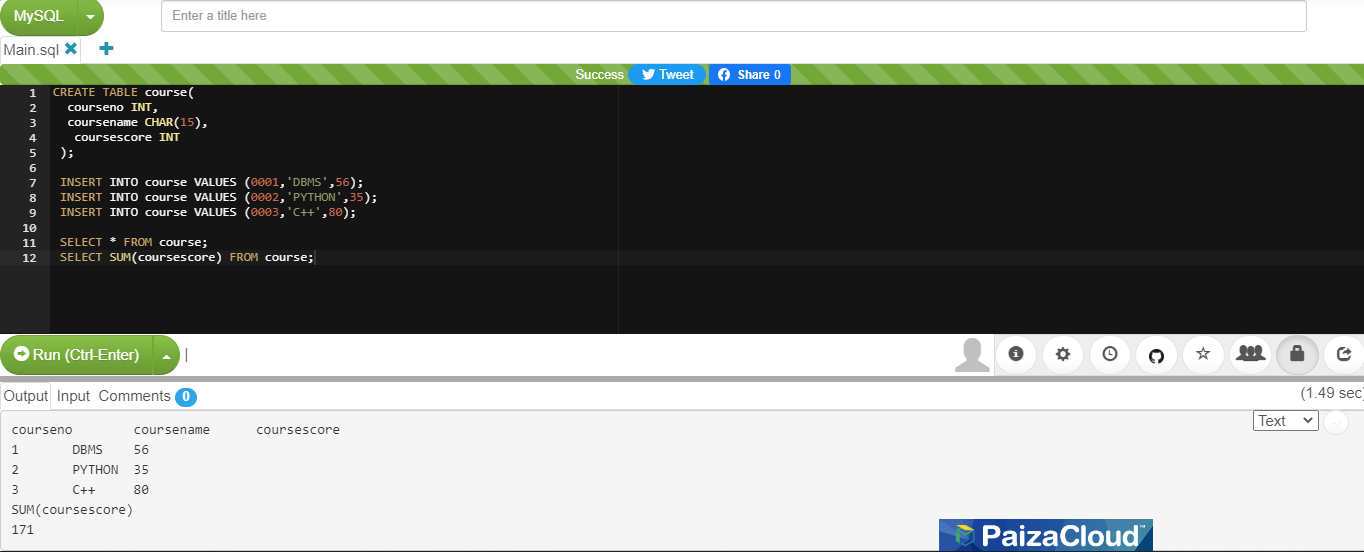 MySQL
Enter a title here
Main.sql
Success Tweet Share 0
1 CREATE TABLE course(
2 courseno INT,
3 coursename CHAR(15),
4 coursescore INT
5 );
6
7 INSERT INTO course VALUES (0001,'DBMS',56);
8 INSERT INTO course VALUES (0002,'PYTHON',35);
9 INSERT INTO course VALUES (0003,'C++',80);
10
11 SELECT * FROM course;
12 SELECT SUM(coursescore) FROM course;
Run (Ctrl-Enter)
Output Input Comments 0 (1.49 sec)
Text
courseno coursename coursescore
1 DBMS 56
2 PYTHON 35
3 C++ 80
SUM(coursescore)
171
PaizaCloud™